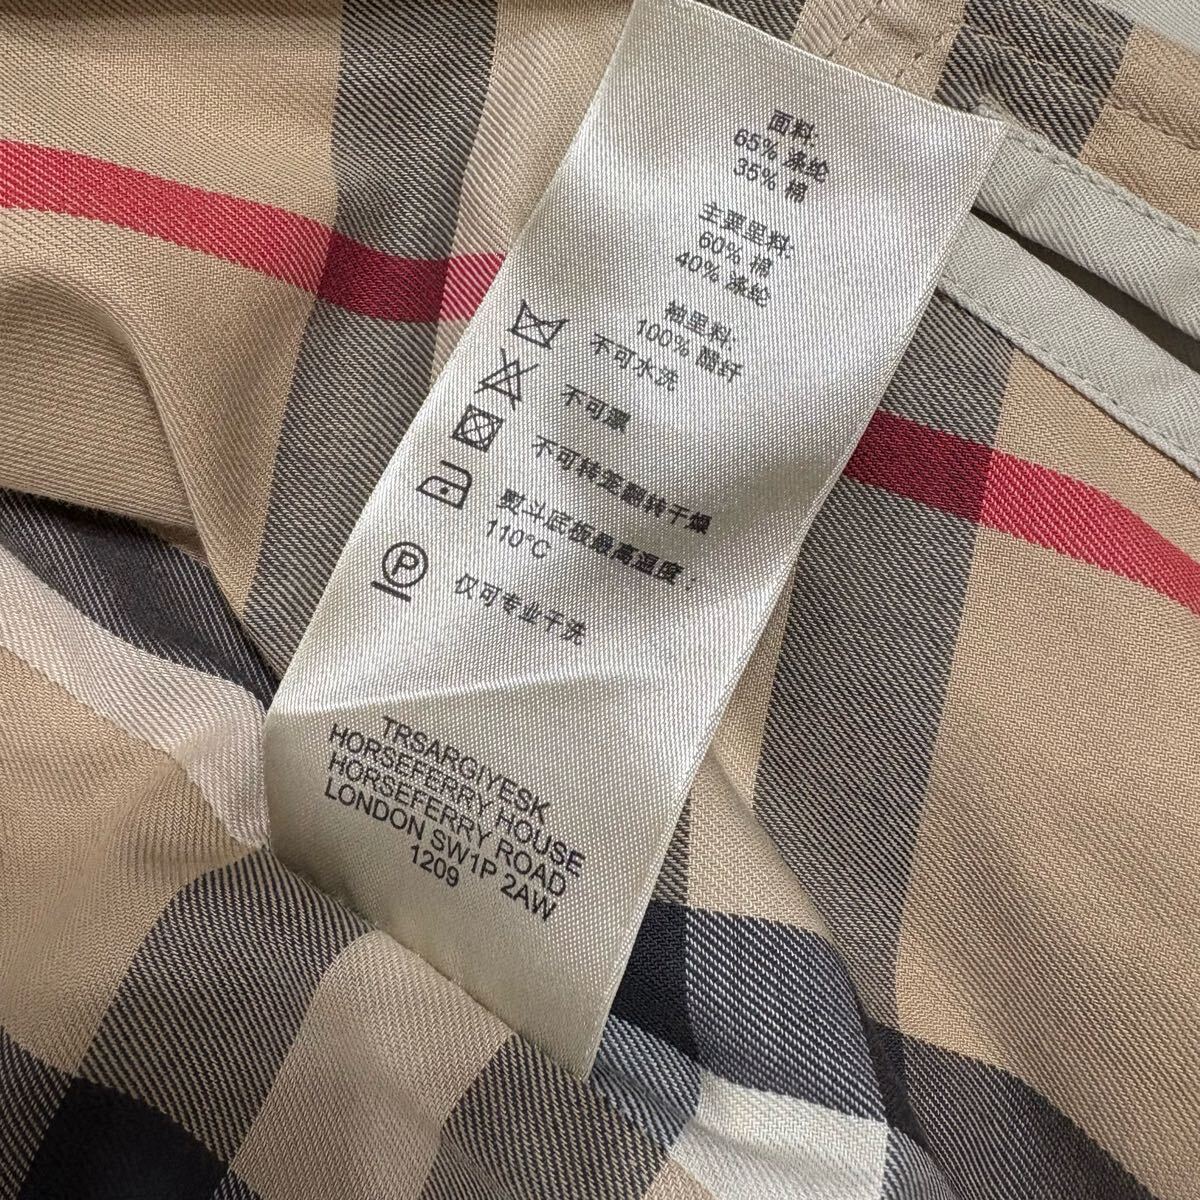 面料:
65% 涤纶
35% 棉
主要里料:
60% 棉
40% 涤纶
袖里料:
100% 醋纤
不可水洗
不可漂
不可转笼翻转干燥
熨斗底板最高温度:
110°C
P
仅可专业干洗
TRSARGIYESK
HORSEFERRY HOUSE
HORSEFERRY ROAD
LONDON SW1P 2AW
1209